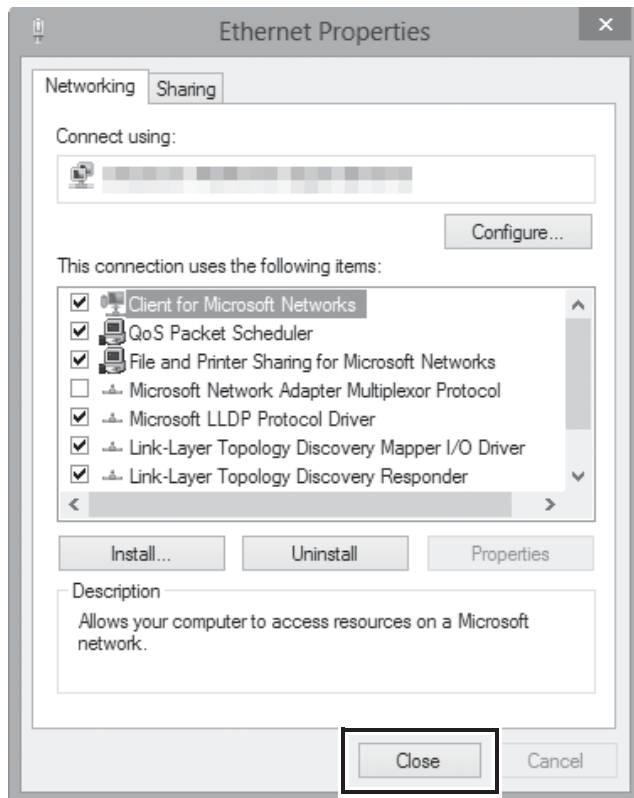 Ethernet Properties
Networking
Sharing
Connect using:
Configure...
This connection uses the following items:
Client for Microsoft Networks
QoS Packet Scheduler
File and Printer Sharing for Microsoft Networks
Microsoft Network Adapter Multiplexor Protocol
Microsoft LLDP Protocol Driver
Link-Layer Topology Discovery Mapper I/O Driver
Link-Layer Topology Discovery Responder
Install...
Uninstall
Properties
Description
Allows your computer to access resources on a Microsoft
network.
Close
Cancel